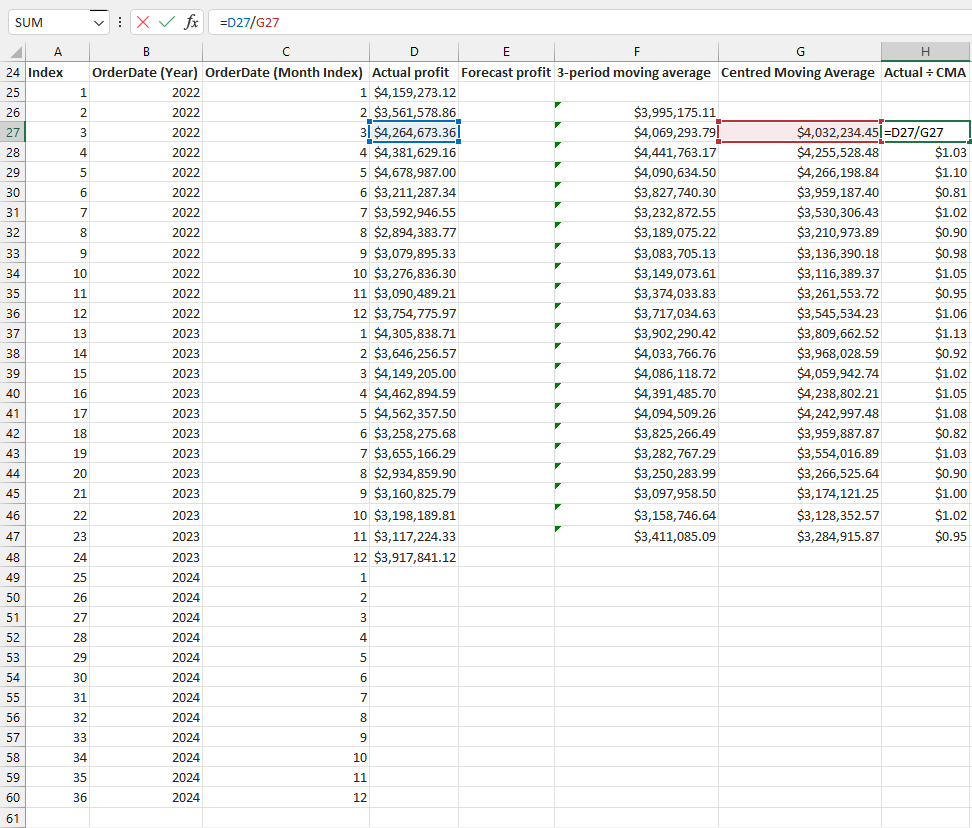 SUM fx =D27/G27
A B C D E F G H
24 Index OrderDate (Year) OrderDate (Month Index) Actual profit Forecast profit 3-period moving average Centred Moving Average Actual ÷ CMA
25 1 2022 1 $4,159,273.12
26 2 2022 2 $3,561,578.86 $3,995,175.11
27 3 2022 3 $4,264,673.36 $4,069,293.79 $4,032,234.45 =D27/G27
28 4 2022 4 $4,381,629.16 $4,441,763.17 $4,255,528.48 $1.03
29 5 2022 5 $4,678,987.00 $4,090,634.50 $4,266,198.84 $1.10
30 6 2022 6 $3,211,287.34 $3,827,740.30 $3,959,187.40 $0.81
31 7 2022 7 $3,592,946.55 $3,232,872.55 $3,530,306.43 $1.02
32 8 2022 8 $2,894,383.77 $3,189,075.22 $3,210,973.89 $0.90
33 9 2022 9 $3,079,895.33 $3,083,705.13 $3,136,390.18 $0.98
34 10 2022 10 $3,276,836.30 $3,149,073.61 $3,116,389.37 $1.05
35 11 2022 11 $3,090,489.21 $3,374,033.83 $3,261,553.72 $0.95
36 12 2022 12 $3,754,775.97 $3,717,034.63 $3,545,534.23 $1.06
37 13 2023 1 $4,305,838.71 $3,902,290.42 $3,809,662.52 $1.13
38 14 2023 2 $3,646,256.57 $4,033,766.76 $3,968,028.59 $0.92
39 15 2023 3 $4,149,205.00 $4,086,118.72 $4,059,942.74 $1.02
40 16 2023 4 $4,462,894.59 $4,391,485.70 $4,238,802.21 $1.05
41 17 2023 5 $4,562,357.50 $4,094,509.26 $4,242,997.48 $1.08
42 18 2023 6 $3,258,275.68 $3,825,266.49 $3,959,887.87 $0.82
43 19 2023 7 $3,655,166.29 $3,282,767.29 $3,554,016.89 $1.03
44 20 2023 8 $2,934,859.90 $3,250,283.99 $3,266,525.64 $0.90
45 21 2023 9 $3,160,825.79 $3,097,958.50 $3,174,121.25 $1.00
46 22 2023 10 $3,198,189.81 $3,158,746.64 $3,128,352.57 $1.02
47 23 2023 11 $3,117,224.33 $3,411,085.09 $3,284,915.87 $0.95
48 24 2023 12 $3,917,841.12
49 25 2024 1
50 26 2024 2
51 27 2024 3
52 28 2024 4
53 29 2024 5
54 30 2024 6
55 31 2024 7
56 32 2024 8
57 33 2024 9
58 34 2024 10
59 35 2024 11
60 36 2024 12
61